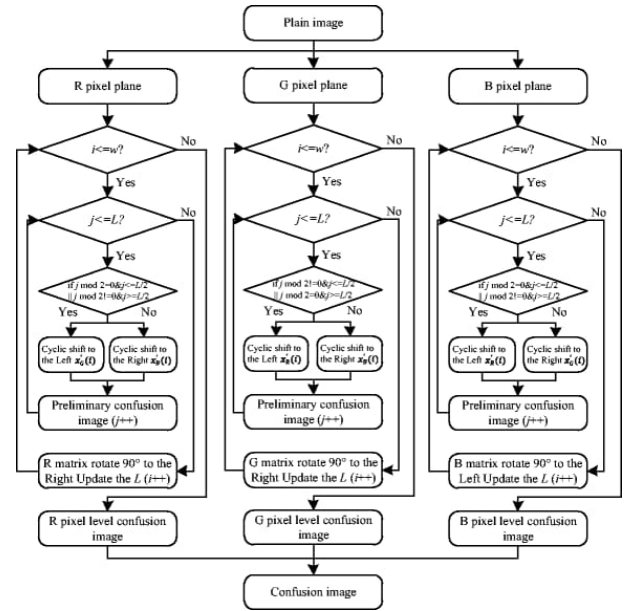 Plain image
R pixel plane
G pixel plane
B pixel plane
i<=w?
No
i<=w?
No
i<=w?
No
Yes
Yes
Yes
j<=L?
No
j<=L?
No
j<=L?
No
Yes
Yes
Yes
if j mod 2=0&j<=L/2
|| j mod 2!=0&j>=L/2
if j mod 2!=0&j<=L/2
|| j mod 2=0&j>=L/2
if j mod 2=0&j<=L/2
|| j mod 2!=0&j>=L/2
Yes
No
Yes
No
Yes
No
Cyclic shift to
the Left
Cyclic shift to
the Right
Cyclic shift to
the Left
Cyclic shift to
the Right
Cyclic shift to
the Left
Cyclic shift to
the Right
Preliminary confusion
image (j++)
Preliminary confusion
image (j++)
Preliminary confusion
image (j++)
R matrix rotate 90° to the
Right Update the L (i++)
G matrix rotate 90° to the
Right Update the L (i++)
B matrix rotate 90° to the
Left Update the L (i++)
R pixel level confusion
image
G pixel level confusion
image
B pixel level confusion
image
Confusion image